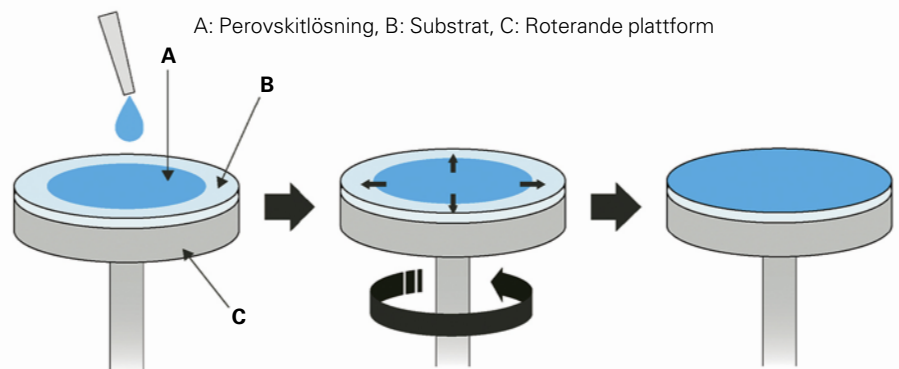 A: Perovskitlösning, B: Substrat, C: Roterande plattform
A
B
C